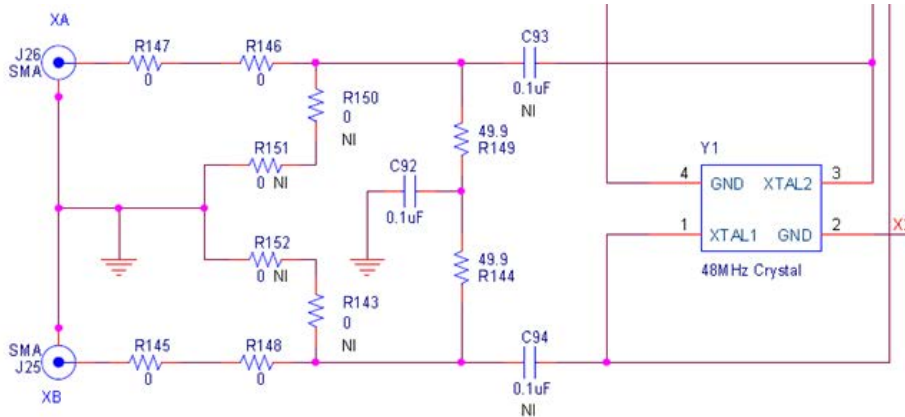 XA
J26
SMA
R147
0
R146
0
C93
0.1uF
NI
R150
0
NI
R151
0 NI
49.9
R149
C92
0.1uF
Y1
4
GND
XTAL2
3
1
XTAL1
GND
2
48MHz Crystal
R152
0
NI
R143
0
NI
49.9
R144
SMA
J25
R145
0
R148
0
C94
0.1uF
NI
XB